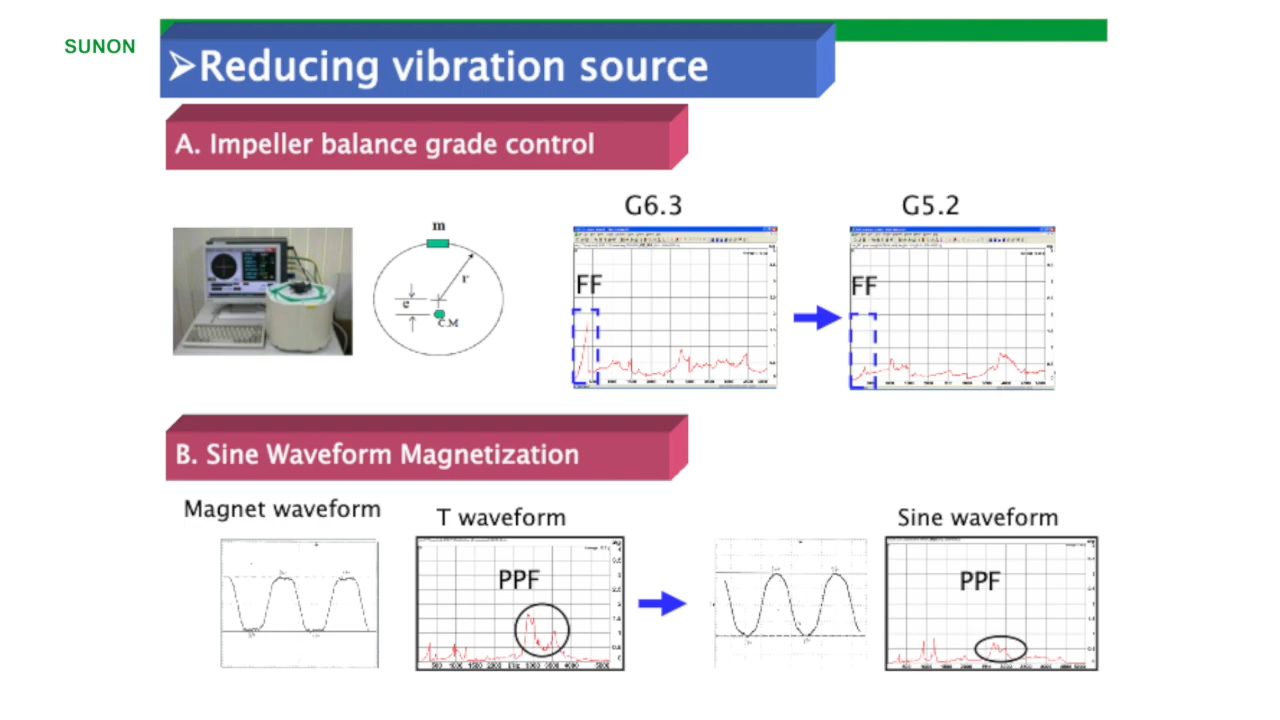 SUNON
➢Reducing vibration source
A. Impeller balance grade control
G6.3
G5.2
m
r
e
C.M
FF
FF
B. Sine Waveform Magnetization
Magnet waveform
T waveform
Sine waveform
PPF
PPF